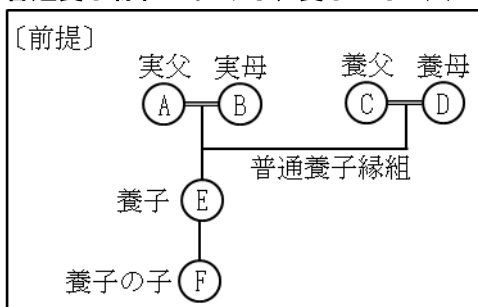 〔前提〕
実父 実母 養父 養母
A B C D
普通養子縁組
養子 E
養子の子 F